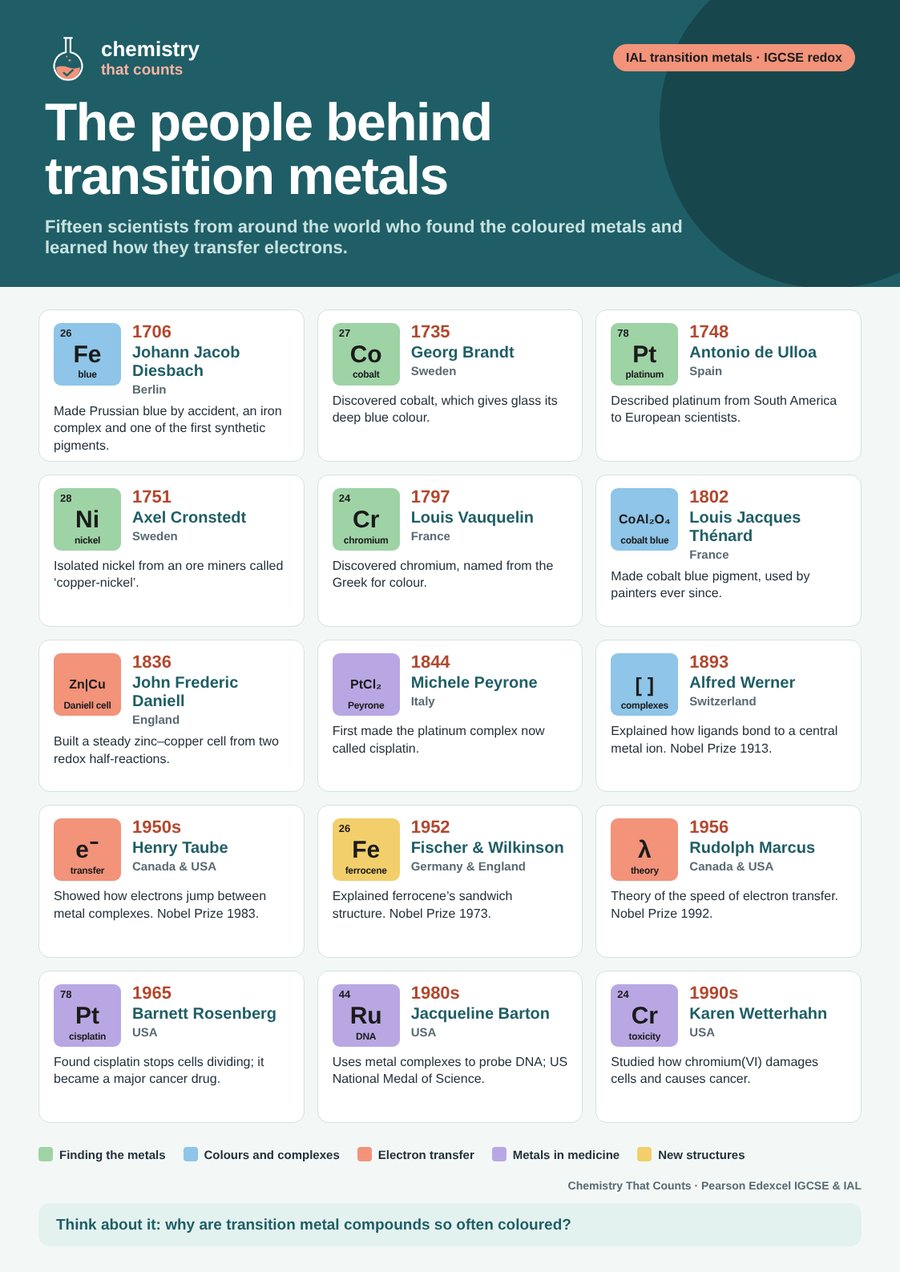 chemistry
that counts
IAL transition metals · IGCSE redox
The people behind
transition metals
Fifteen scientists from around the world who found the coloured metals and
learned how they transfer electrons.
26
Fe
blue
1706
Johann Jacob
Diesbach
Berlin
Made Prussian blue by accident, an iron
complex and one of the first synthetic
pigments.
27
Co
cobalt
1735
Georg Brandt
Sweden
Discovered cobalt, which gives glass its
deep blue colour.
78
Pt
platinum
1748
Antonio de Ulloa
Spain
Described platinum from South America
to European scientists.
28
Ni
nickel
1751
Axel Cronstedt
Sweden
Isolated nickel from an ore miners called
‘copper-nickel’.
24
Cr
chromium
1797
Louis Vauquelin
France
Discovered chromium, named from the
Greek for colour.
CoAl₂O₄
cobalt blue
1802
Louis Jacques
Thénard
France
Made cobalt blue pigment, used by
painters ever since.
Zn|Cu
Daniell cell
1836
John Frederic
Daniell
England
Built a steady zinc–copper cell from two
redox half-reactions.
PtCl₂
Peyrone
1844
Michele Peyrone
Italy
First made the platinum complex now
called cisplatin.
[ ]
complexes
1893
Alfred Werner
Switzerland
Explained how ligands bond to a central
metal ion. Nobel Prize 1913.
e⁻
transfer
1950s
Henry Taube
Canada & USA
Showed how electrons jump between
metal complexes. Nobel Prize 1983.
26
Fe
ferrocene
1952
Fischer & Wilkinson
Germany & England
Explained ferrocene’s sandwich
structure. Nobel Prize 1973.
λ
theory
1956
Rudolph Marcus
Canada & USA
Theory of the speed of electron transfer.
Nobel Prize 1992.
78
Pt
cisplatin
1965
Barnett Rosenberg
USA
Found cisplatin stops cells dividing; it
became a major cancer drug.
44
Ru
DNA
1980s
Jacqueline Barton
USA
Uses metal complexes to probe DNA; US
National Medal of Science.
24
Cr
toxicity
1990s
Karen Wetterhahn
USA
Studied how chromium(VI) damages
cells and causes cancer.
Finding the metals
Colours and complexes
Electron transfer
Metals in medicine
New structures
Chemistry That Counts · Pearson Edexcel IGCSE & IAL
Think about it: why are transition metal compounds so often coloured?